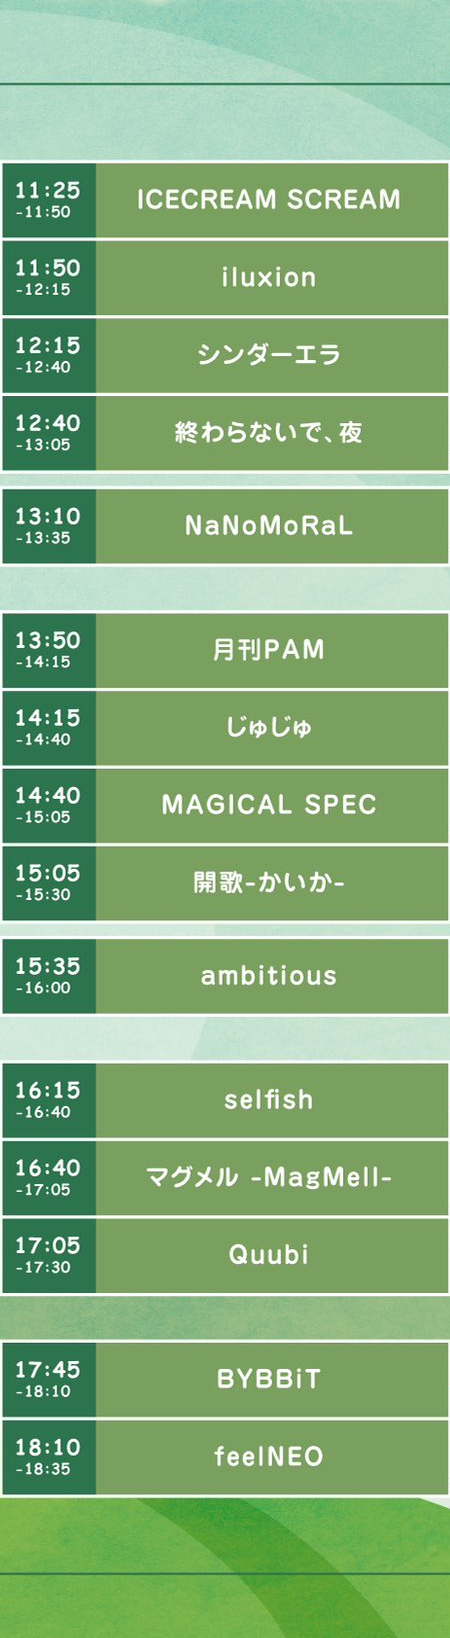 11:25
-11:50
ICECREAM SCREAM
11:50
-12:15
iluxion
12:15
-12:40
シンダーエラ
12:40
-13:05
終わらないで、夜
13:10
-13:35
NaNoMoRaL
13:50
-14:15
月刊PAM
14:15
-14:40
じゅじゅ
14:40
-15:05
MAGICAL SPEC
15:05
-15:30
開歌-かいか-
15:35
-16:00
ambitious
16:15
-16:40
selfish
16:40
-17:05
マグメル -MagMell-
17:05
-17:30
Quubi
17:45
-18:10
BYBBiT
18:10
-18:35
feelNEO